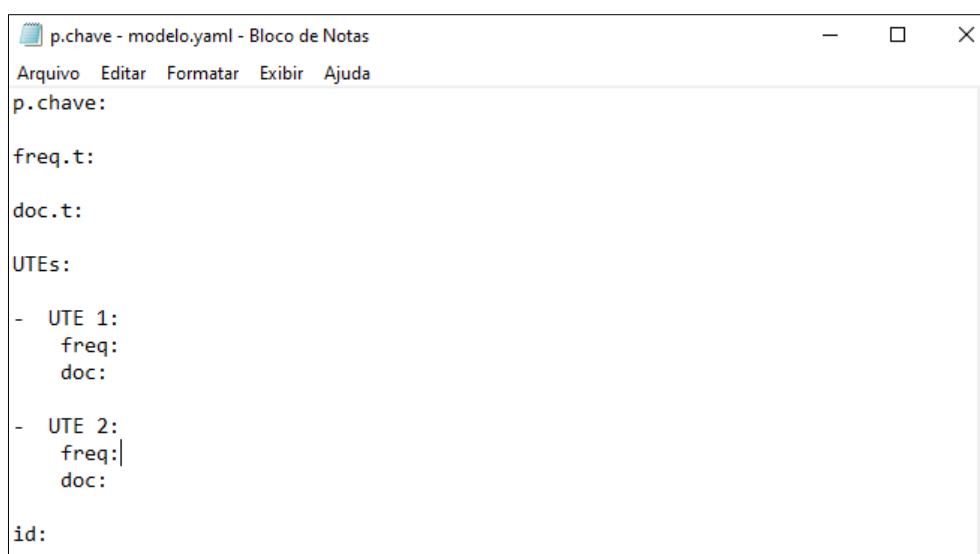 p.chave - modelo.yaml - Bloco de Notas
Arquivo Editar Formatar Exibir Ajuda
p.chave:
freq.t:
doc.t:
UTEs:
- UTE 1:
freq:
doc:
- UTE 2:
freq:
doc:
id: